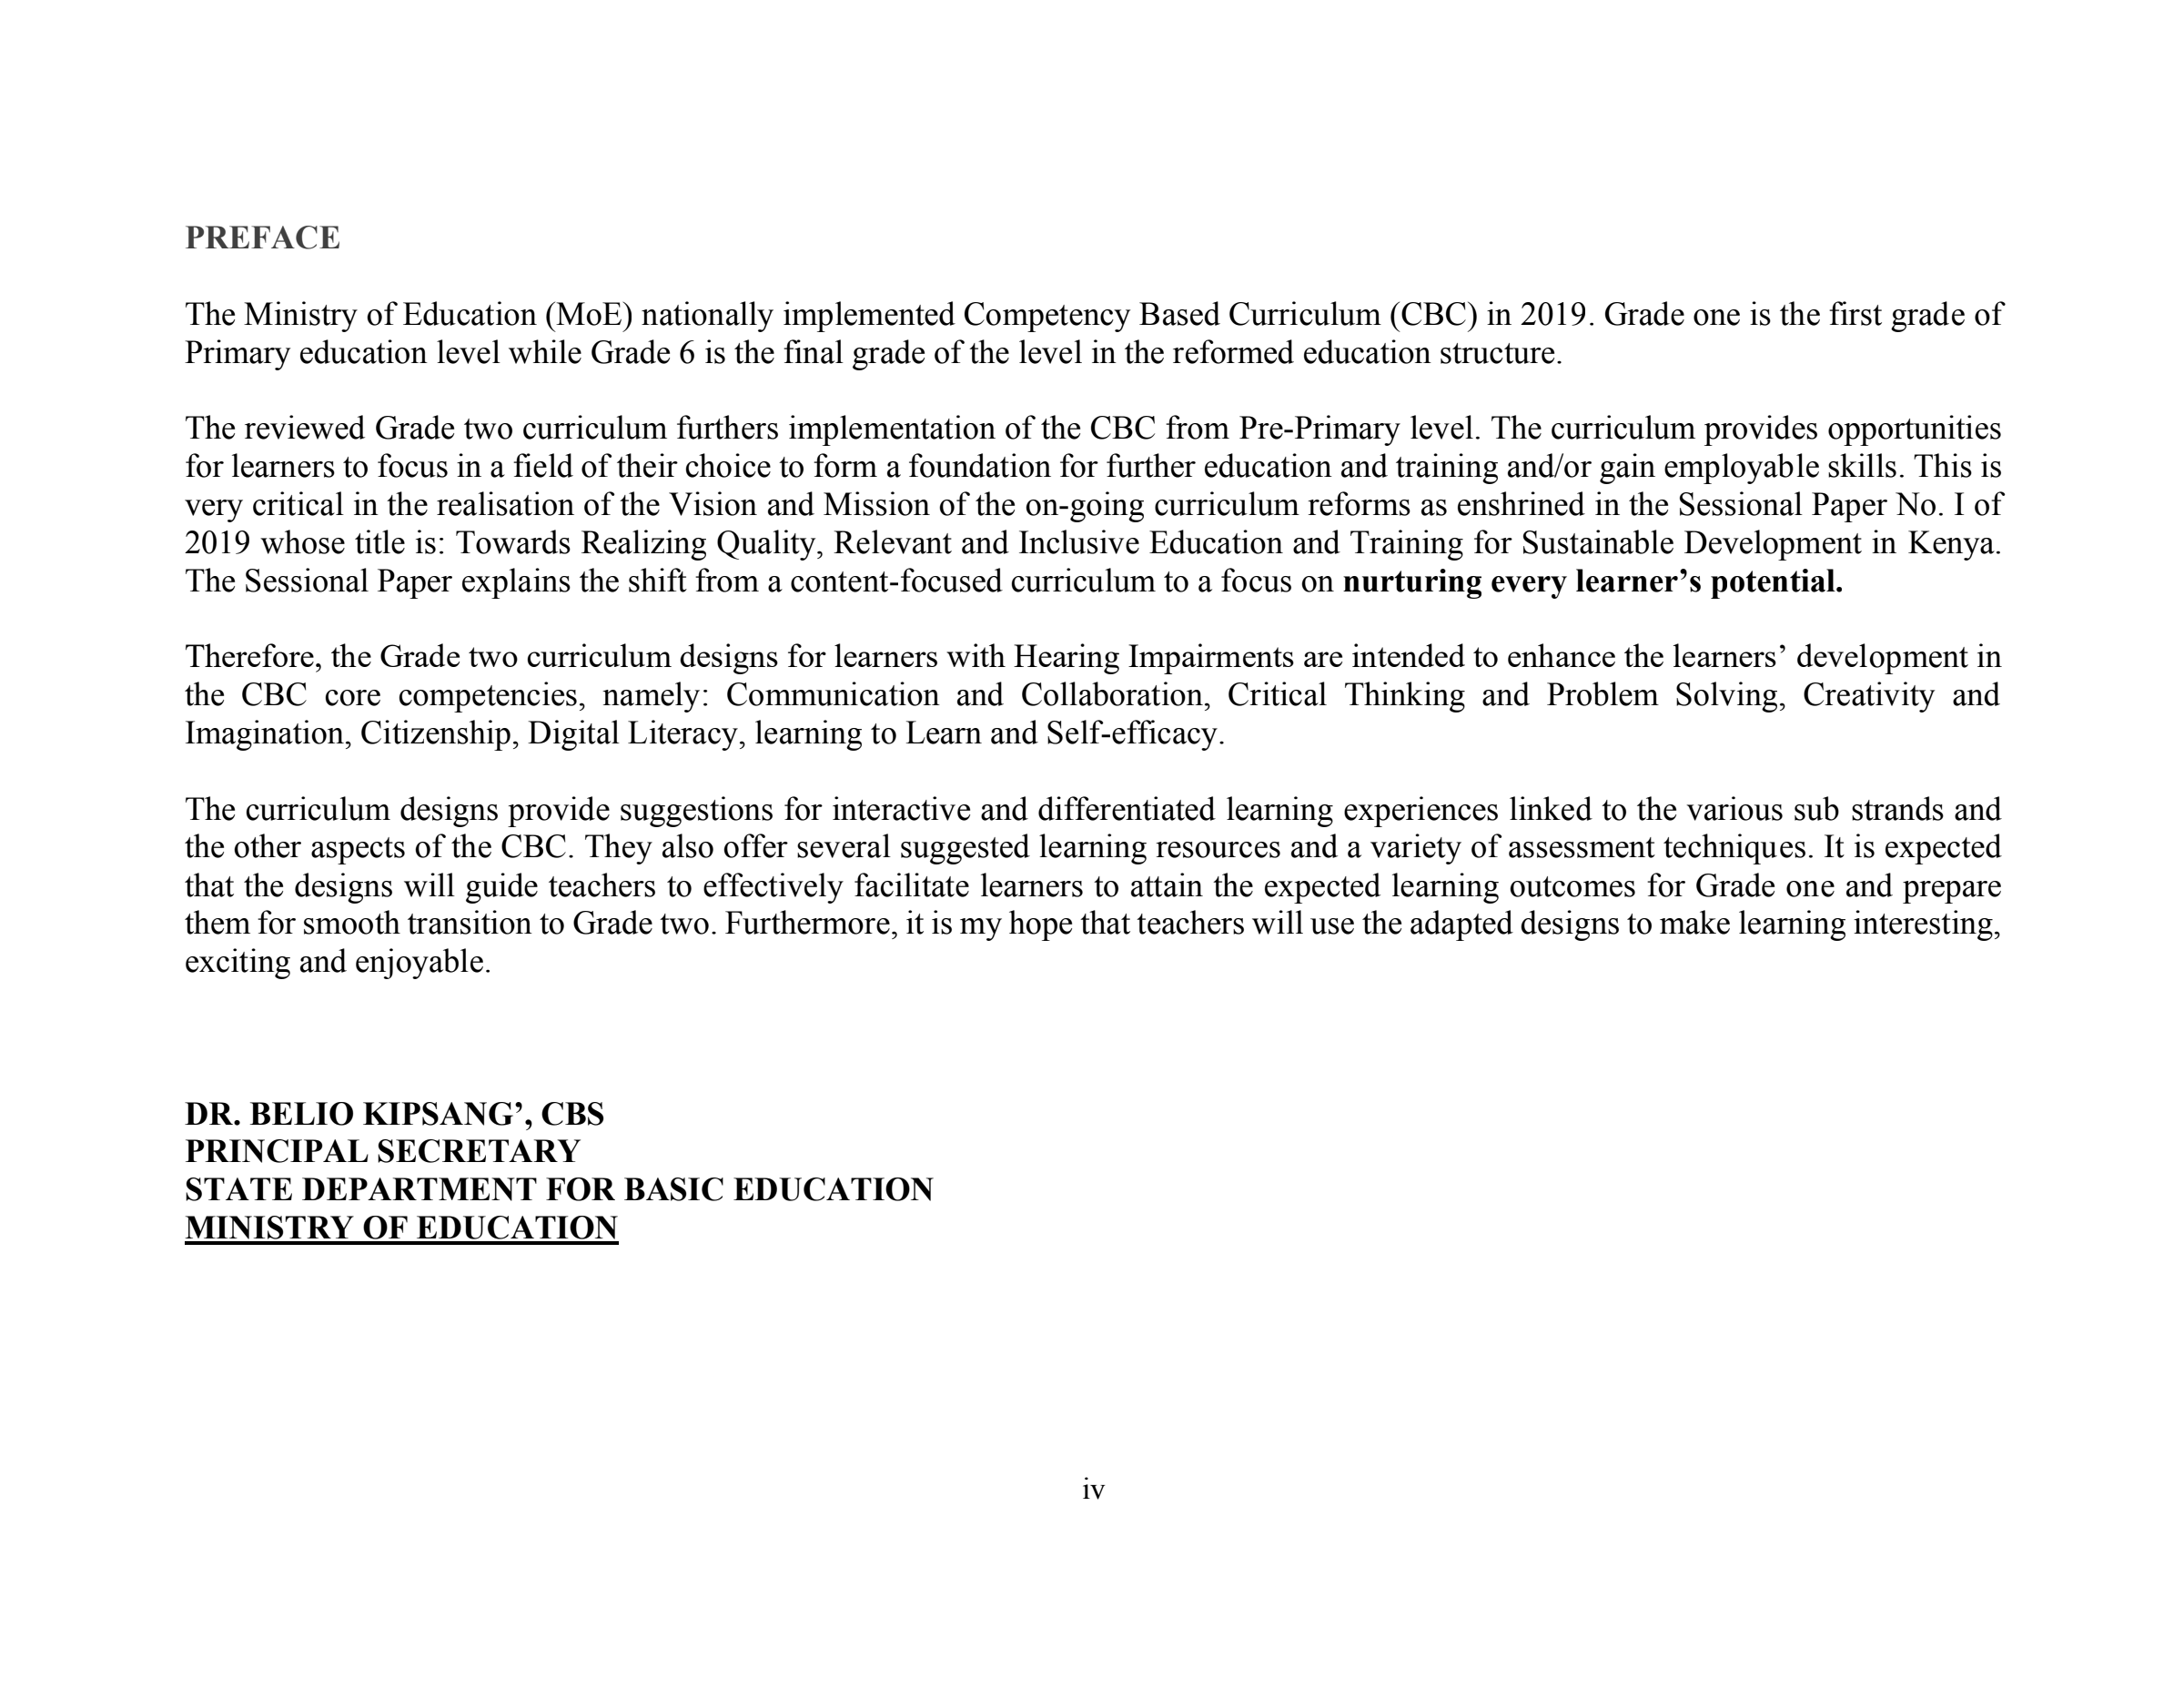 PREFACE
The Ministry of Education (MoE) nationally implemented Competency Based Curriculum (CBC) in 2019. Grade one is the first grade of
Primary education level while Grade 6 is the final grade of the level in the reformed education structure.
The reviewed Grade two curriculum furthers implementation of the CBC from Pre-Primary level. The curriculum provides opportunities
for learners to focus in a field of their choice to form a foundation for further education and training and/or gain employable skills. This is
very critical in the realisation of the Vision and Mission of the on-going curriculum reforms as enshrined in the Sessional Paper No. I of
2019 whose title is: Towards Realizing Quality, Relevant and Inclusive Education and Training for Sustainable Development in Kenya.
The Sessional Paper explains the shift from a content-focused curriculum to a focus on nurturing every learner’s potential.
Therefore, the Grade two curriculum designs for learners with Hearing Impairments are intended to enhance the learners’ development in
the CBC core competencies, namely: Communication and Collaboration, Critical Thinking and Problem Solving, Creativity and
Imagination, Citizenship, Digital Literacy, learning to Learn and Self-efficacy.
The curriculum designs provide suggestions for interactive and differentiated learning experiences linked to the various sub strands and
the other aspects of the CBC. They also offer several suggested learning resources and a variety of assessment techniques. It is expected
that the designs will guide teachers to effectively facilitate learners to attain the expected learning outcomes for Grade one and prepare
them for smooth transition to Grade two. Furthermore, it is my hope that teachers will use the adapted designs to make learning interesting,
exciting and enjoyable.
DR. BELIO KIPSANG’, CBS
PRINCIPAL SECRETARY
STATE DEPARTMENT FOR BASIC EDUCATION
MINISTRY OF EDUCATION
iv